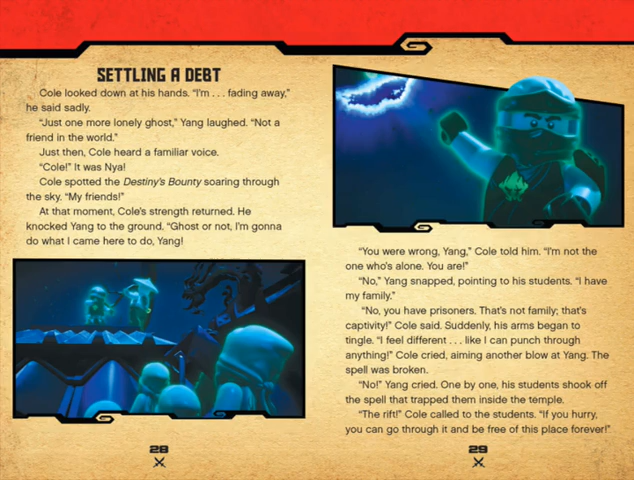 SETTLING A DEBT
Cole looked down at his hands. “I’m . . . fading away,”
he said sadly.
“Just one more lonely ghost,” Yang laughed. “Not a
friend in the world.”
Just then, Cole heard a familiar voice.
“Cole!” It was Nya!
Cole spotted the Destiny’s Bounty soaring through
the sky. “My friends!”
At that moment, Cole’s strength returned. He
knocked Yang to the ground. “Ghost or not, I’m gonna
do what I came here to do, Yang!
28
“You were wrong, Yang,” Cole told him. “I’m not the
one who’s alone. You are!”
“No,” Yang snapped, pointing to his students. “I have
my family.”
“No, you have prisoners. That’s not family; that’s
captivity!” Cole said. Suddenly, his arms began to
tingle. “I feel different . . . like I can punch through
anything!” Cole cried, aiming another blow at Yang. The
spell was broken.
“No!” Yang cried. One by one, his students shook off
the spell that trapped them inside the temple.
“The rift!” Cole called to the students. “If you hurry,
you can go through it and be free of this place forever!”
29